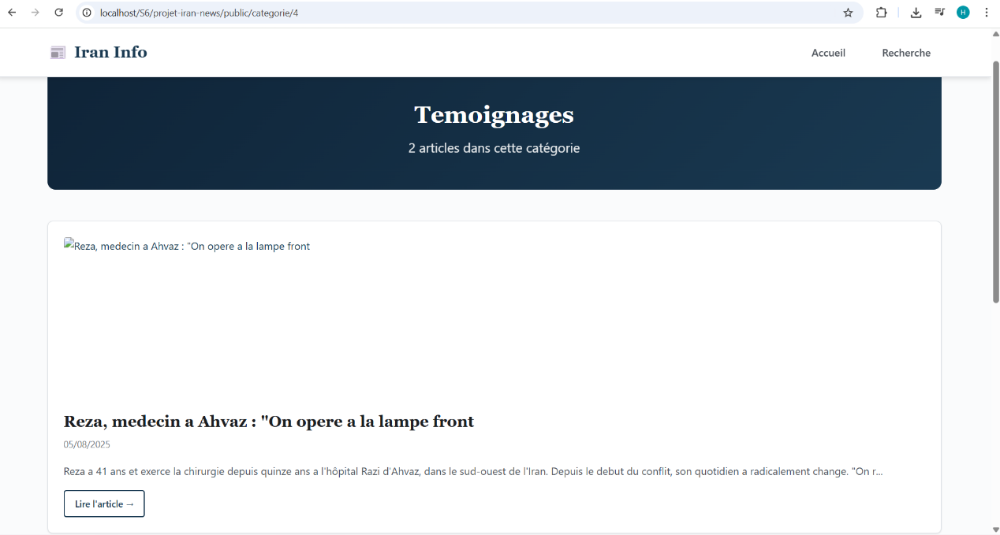 localhost/S6/projet-iran-news/public/categorie/4
H
Iran Info
Accueil
Recherche
Temoignages
2 articles dans cette catégorie
Reza, medecin a Ahvaz : "On opere a la lampe front
Reza, medecin a Ahvaz : "On opere a la lampe front
05/08/2025
Reza a 41 ans et exerce la chirurgie depuis quinze ans a l'hôpital Razi d'Ahvaz, dans le sud-ouest de l'Iran. Depuis le debut du conflit, son quotidien a radicalement change. "On r...
Lire l'article →